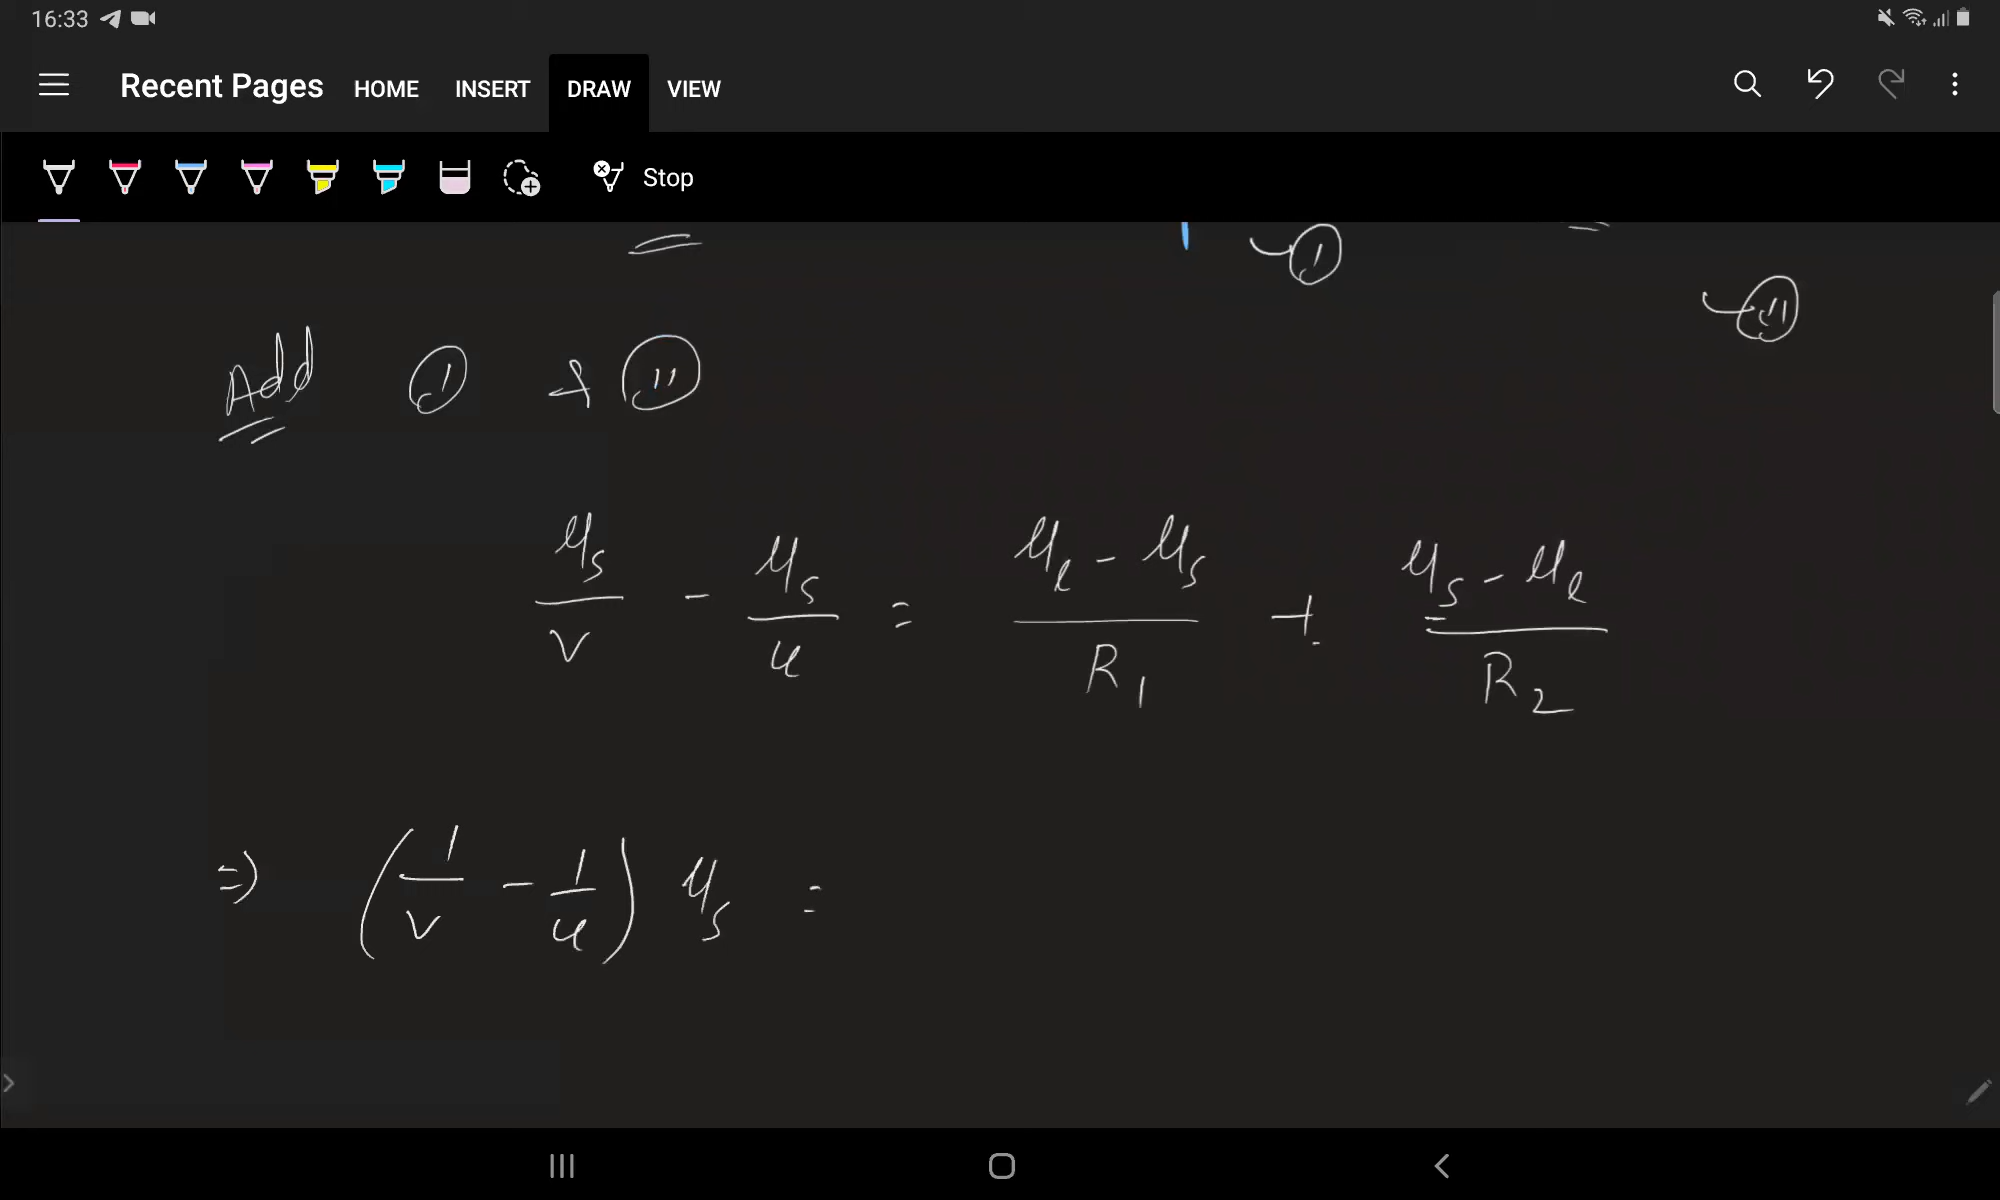 16:33
Recent Pages HOME INSERT DRAW VIEW
Stop
I
II
Add I & II
μs/v - μs/u = μl - μs/R1 + μs - μl/R2
=> (1/v - 1/u) μs =